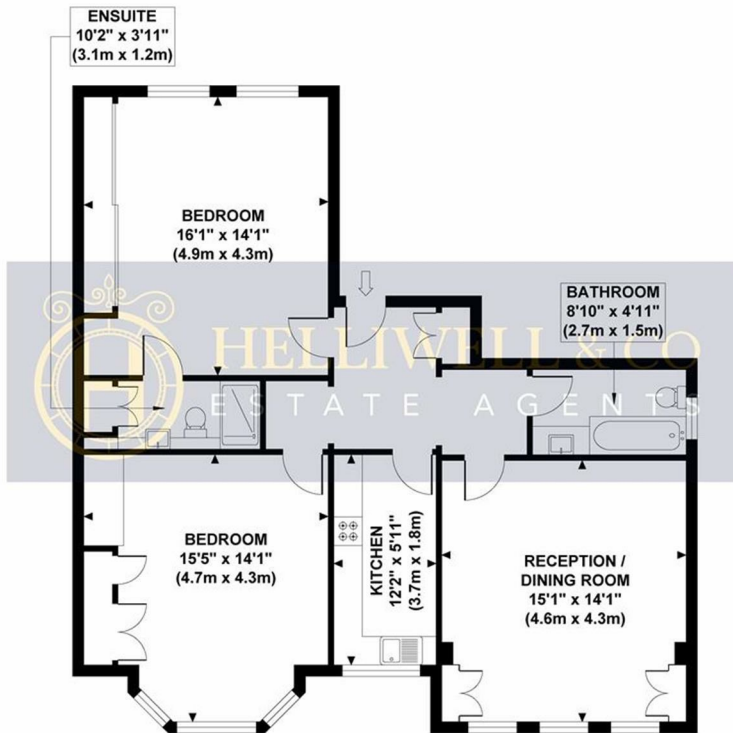 ENSUITE
10'2" x 3'11"
(3.1m x 1.2m)
BEDROOM
16'1" x 14'1"
(4.9m x 4.3m)
BATHROOM
8'10" x 4'11"
(2.7m x 1.5m)
H
HELLIWELL & CO
ESTATE AGENTS
BEDROOM
15'5" x 14'1"
(4.7m x 4.3m)
KITCHEN
12'2" x 5'11"
(3.7m x 1.8m)
RECEPTION /
DINING ROOM
15'1" x 14'1"
(4.6m x 4.3m)